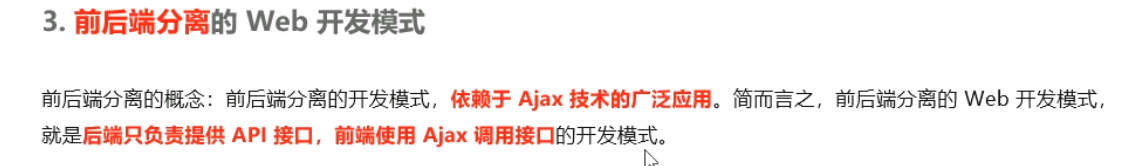 3. 前后端分离的 Web 开发模式
前后端分离的概念：前后端分离的开发模式，依赖于 Ajax 技术的广泛应用。简而言之，前后端分离的 Web 开发模式，
就是后端只负责提供 API 接口，前端使用 Ajax 调用接口的开发模式。